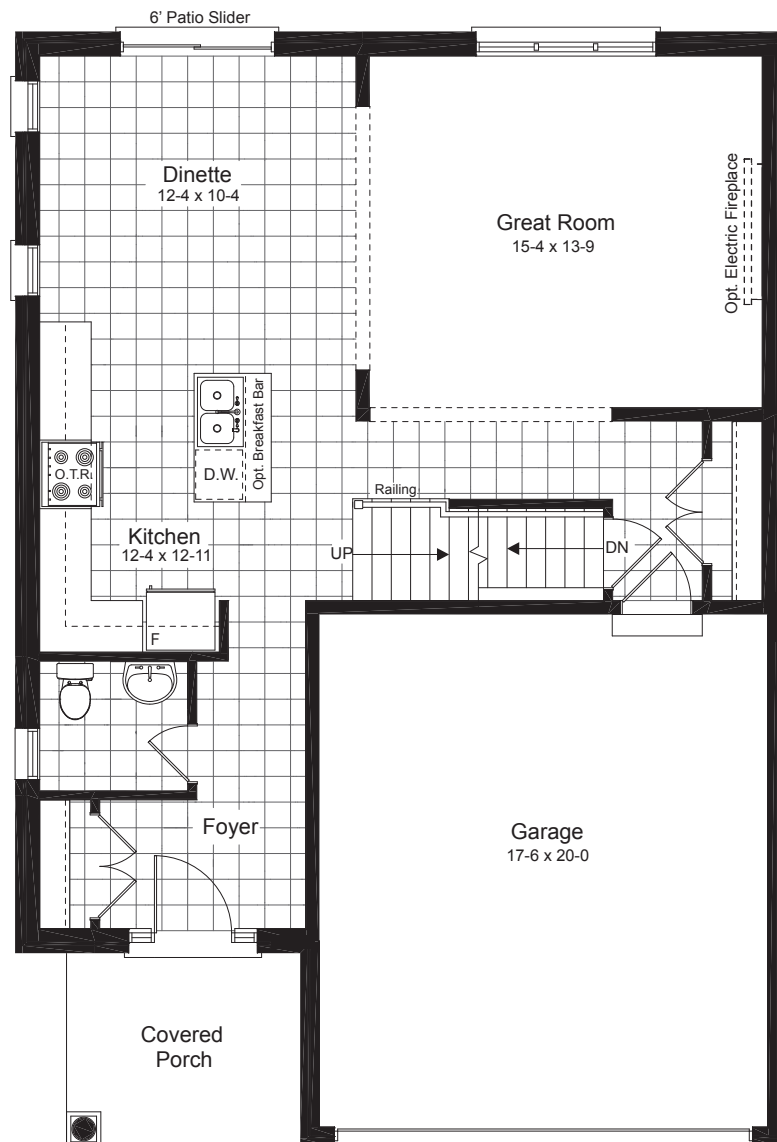 6' Patio Slider
Dinette
12-4 x 10-4
Great Room
15-4 x 13-9
Opt. Electric Fireplace
Opt. Breakfast Bar
D.W.
O.T.R.
Kitchen
12-4 x 12-11
Railing
UP
DN
F
Foyer
Garage
17-6 x 20-0
Covered
Porch